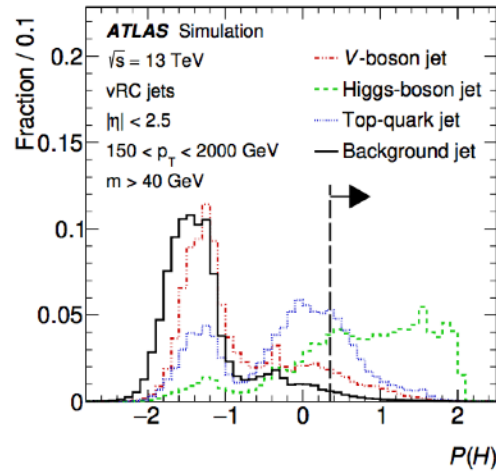 ATLAS Simulation
√s = 13 TeV
vRC jets
|η| < 2.5
150 < p_T < 2000 GeV
m > 40 GeV
V-boson jet
Higgs-boson jet
Top-quark jet
Background jet
Fraction / 0.1
0.2
0.15
0.1
0.05
0
−2
−1
0
1
2
P(H)